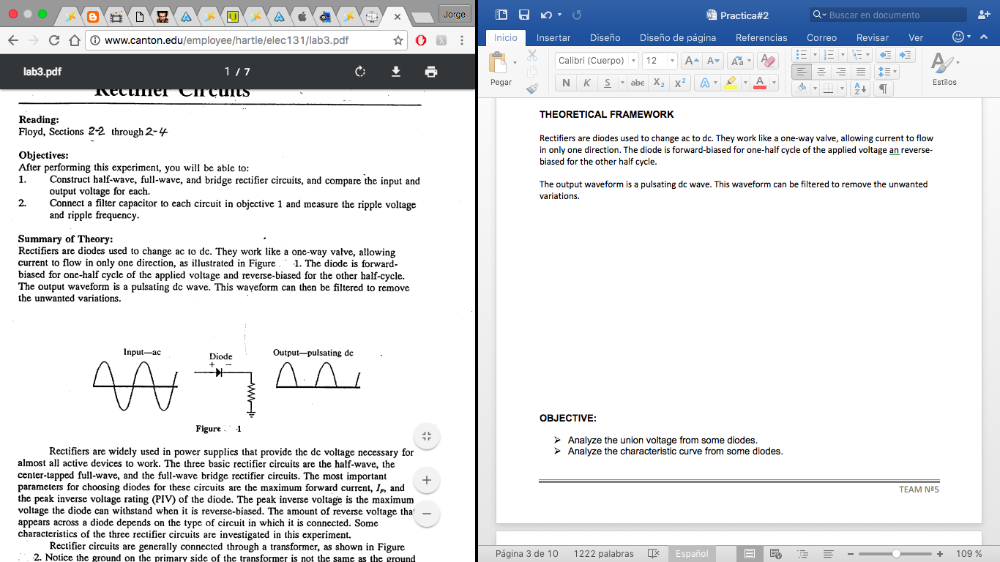 Jorge
www.canton.edu/employee/hartle/elec131/lab3.pdf
lab3.pdf
1 / 7
Rectifier Circuits
Reading:
Floyd, Sections 2-2 through 2-4
Objectives:
After performing this experiment, you will be able to:
1. Construct half-wave, full-wave, and bridge rectifier circuits, and compare the input and
output voltage for each.
2. Connect a filter capacitor to each circuit in objective 1 and measure the ripple voltage
and ripple frequency.
Summary of Theory:
Rectifiers are diodes used to change ac to dc. They work like a one-way valve, allowing
current to flow in only one direction, as illustrated in Figure 1. The diode is forward-
biased for one-half cycle of the applied voltage and reverse-biased for the other half-cycle.
The output waveform is a pulsating dc wave. This waveform can then be filtered to remove
the unwanted variations.
Input—ac
Diode
+ −
Output—pulsating dc
Figure 1
Rectifiers are widely used in power supplies that provide the dc voltage necessary for
almost all active devices to work. The three basic rectifier circuits are the half-wave, the
center-tapped full-wave, and the full-wave bridge rectifier circuits. The most important
parameters for choosing diodes for these circuits are the maximum forward current, IF, and
the peak inverse voltage rating (PIV) of the diode. The peak inverse voltage is the maximum
voltage the diode can withstand when it is reverse-biased. The amount of reverse voltage tha
appears across a diode depends on the type of circuit in which it is connected. Some
characteristics of the three rectifier circuits are investigated in this experiment.
Rectifier circuits are generally connected through a transformer, as shown in Figure
2. Notice the ground on the primary side of the transformer is not the same as the ground
Practica#2
Buscar en documento
Inicio Insertar Diseño Diseño de página Referencias Correo Revisar Ver
Pegar
Calibri (Cuerpo) 12 A A Aa A
N K S abc X2 X2 A A
Estilos
THEORETICAL FRAMEWORK
Rectifiers are diodes used to change ac to dc. They work like a one-way valve, allowing current to flow
in only one direction. The diode is forward-biased for one-half cycle of the applied voltage an reverse-
biased for the other half cycle.
The output waveform is a pulsating dc wave. This waveform can be filtered to remove the unwanted
variations.
OBJECTIVE:
➢ Analyze the union voltage from some diodes.
➢ Analyze the characteristic curve from some diodes.
TEAM Nª5
Página 3 de 10 1222 palabras Español 109 %